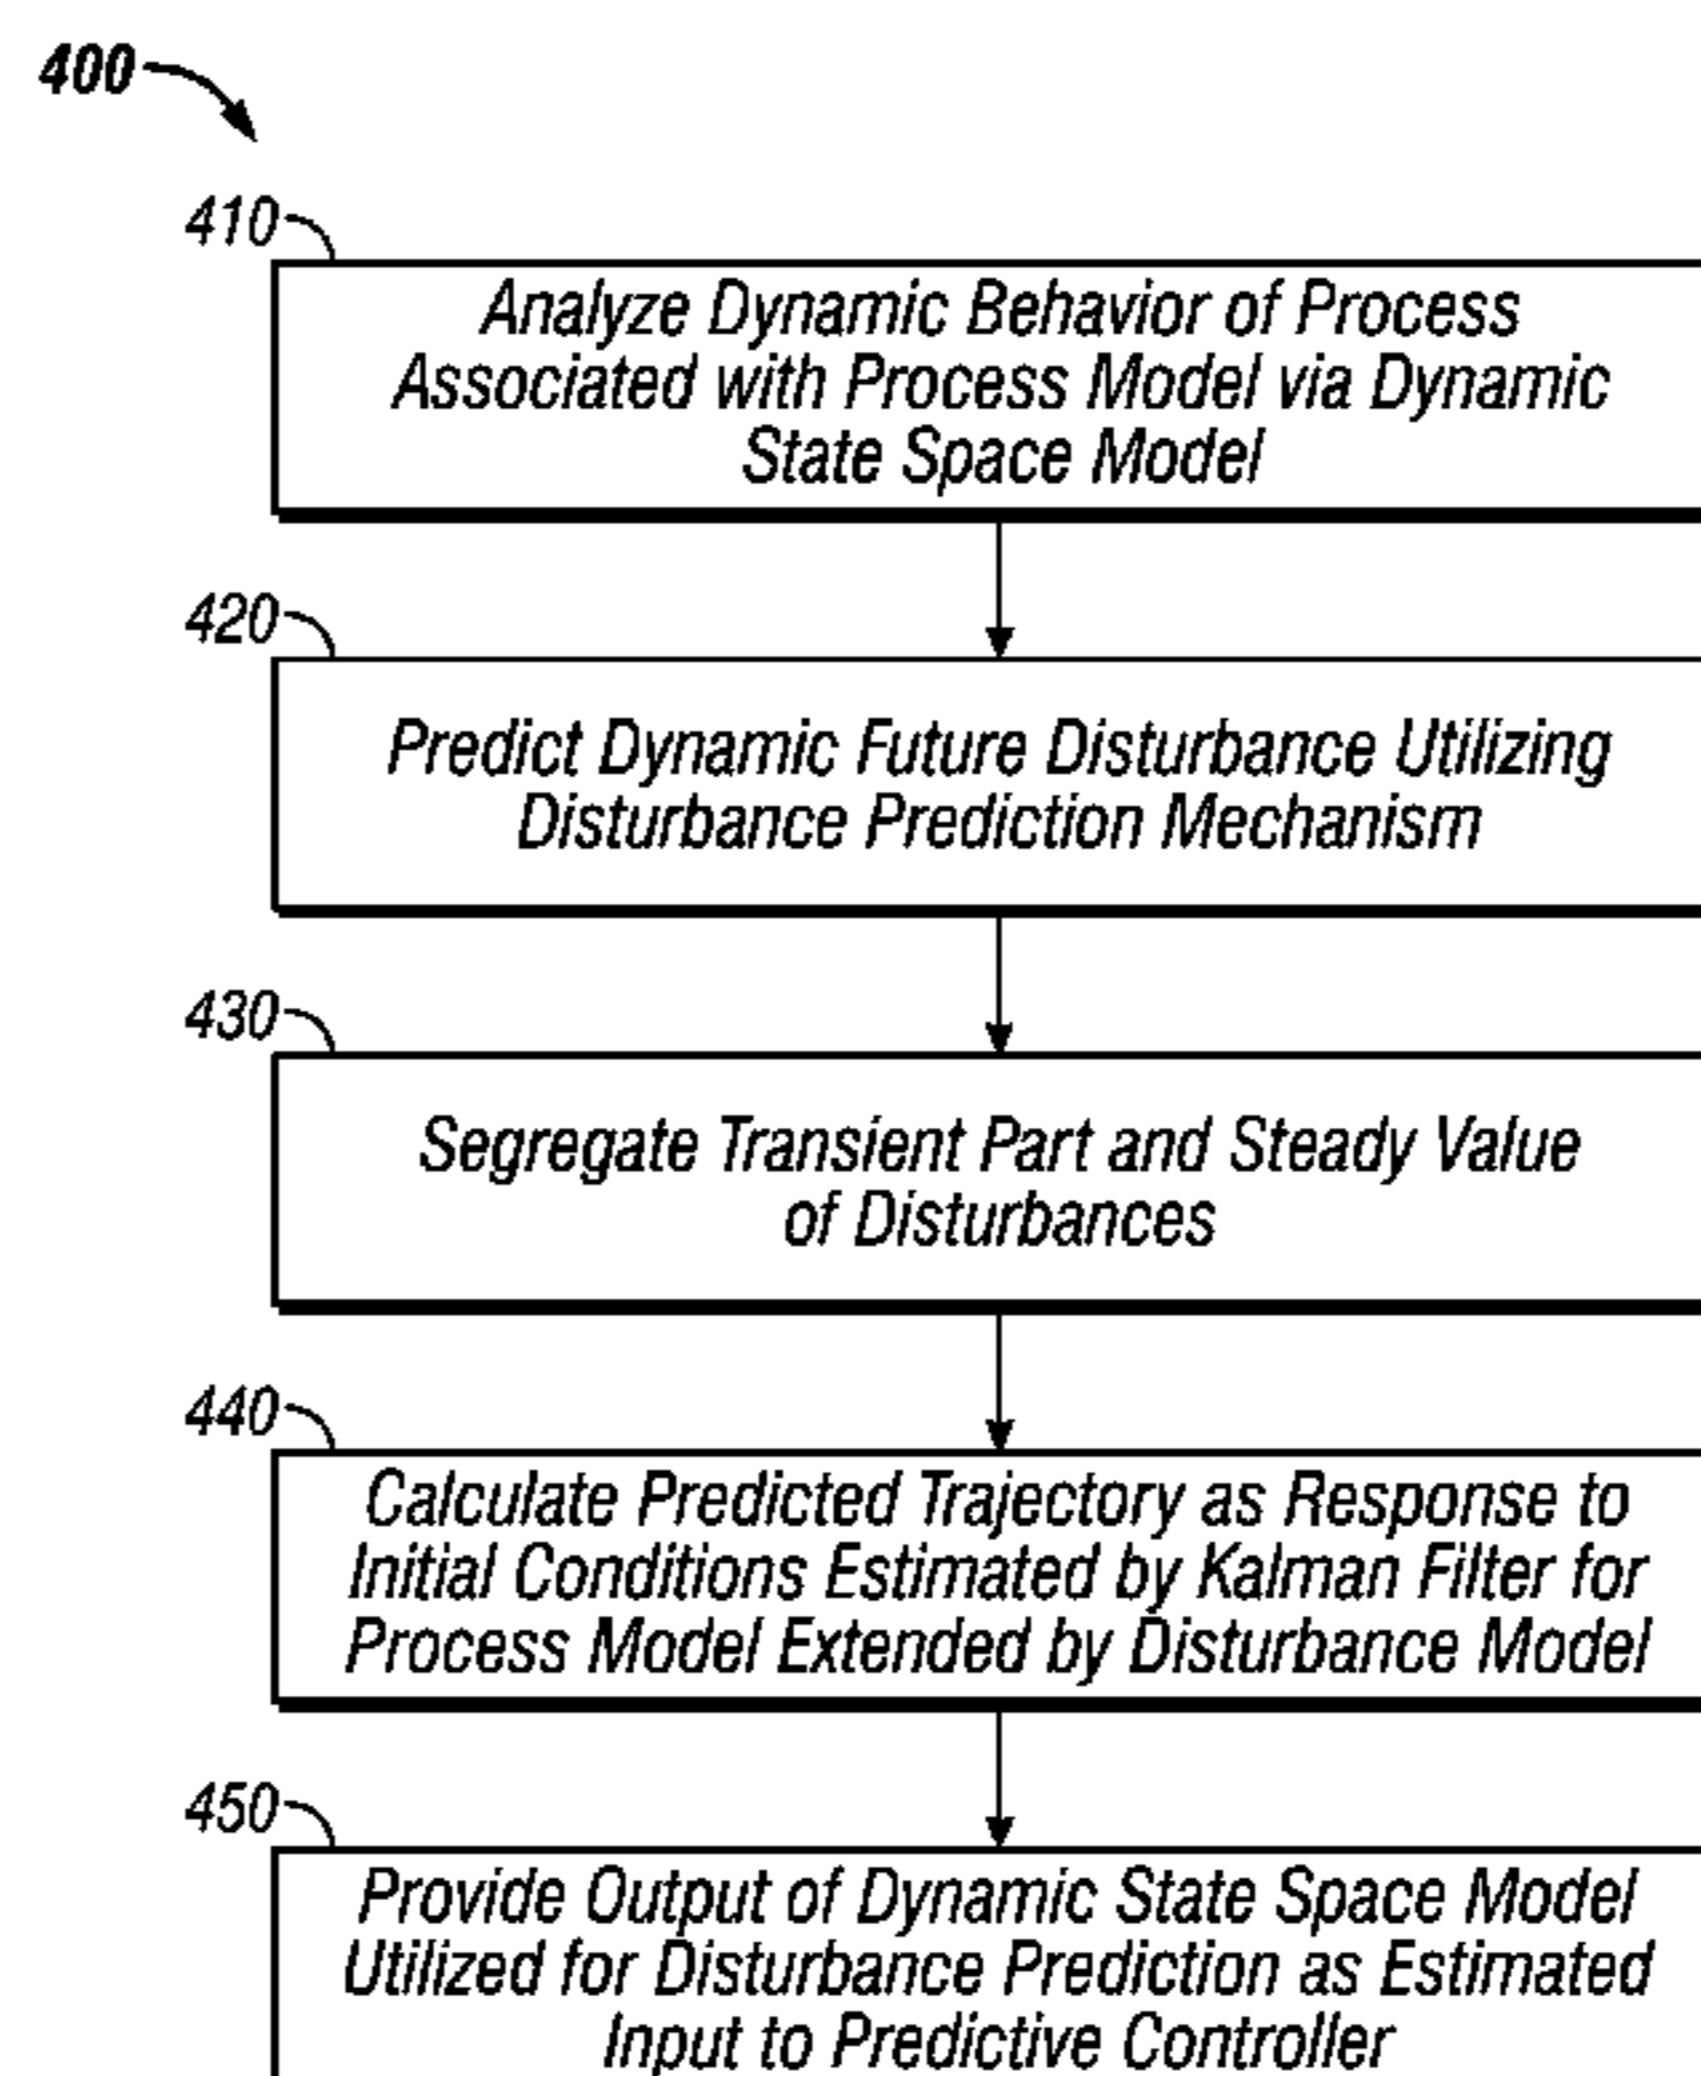 400
410
Analyze Dynamic Behavior of Process
Associated with Process Model via Dynamic
State Space Model
420
Predict Dynamic Future Disturbance Utilizing
Disturbance Prediction Mechanism
430
Segregate Transient Part and Steady Value
of Disturbances
440
Calculate Predicted Trajectory as Response to
Initial Conditions Estimated by Kalman Filter for
Process Model Extended by Disturbance Model
450
Provide Output of Dynamic State Space Model
Utilized for Disturbance Prediction as Estimated
Input to Predictive Controller